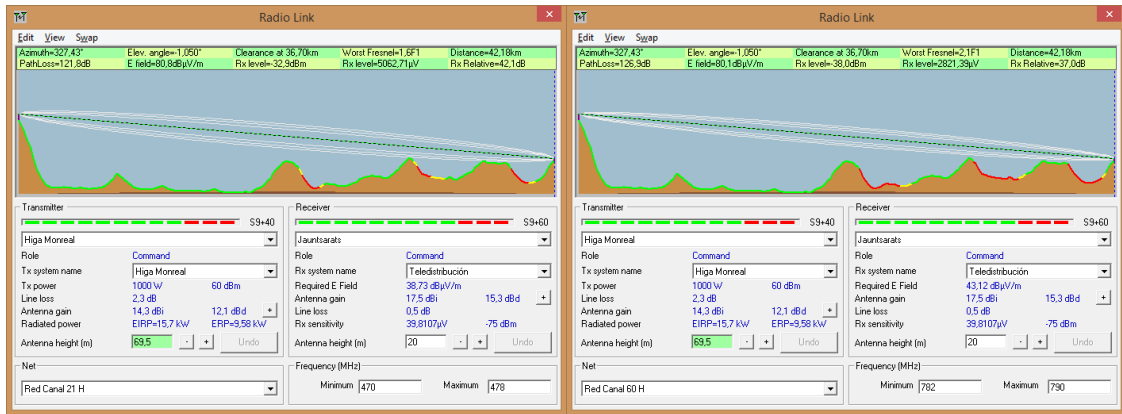 Radio Link
Edit View Swap
Azimuth=327,43° Elev. angle=-1,050° Clearance at 36,70km Worst Fresnel=1,6F1 Distance=42,18km
PathLoss=121,8dB E field=80,8dBµV/m Rx level=-32,9dBm Rx level=5062,71µV Rx Relative=42,1dB
Transmitter
S9+40
Higa Monreal
Role Command
Tx system name Higa Monreal
Tx power 1000 W 60 dBm
Line loss 2,3 dB
Antenna gain 14,3 dBi 12,1 dBd +
Radiated power EIRP=15,7 kW ERP=9,58 kW
Antenna height (m) 69,5 - + Undo
Net
Red Canal 21 H
Receiver
S9+60
Jauntsarats
Role Command
Rx system name Teledistribución
Required E Field 38,73 dBµV/m
Antenna gain 17,5 dBi 15,3 dBd +
Line loss 0,5 dB
Rx sensitivity 39,8107µV -75 dBm
Antenna height (m) 20 - + Undo
Frequency (MHz)
Minimum 470 Maximum 478
Radio Link
Edit View Swap
Azimuth=327,43° Elev. angle=-1,050° Clearance at 36,70km Worst Fresnel=2,1F1 Distance=42,18km
PathLoss=126,9dB E field=80,1dBµV/m Rx level=-38,0dBm Rx level=2821,39µV Rx Relative=37,0dB
Transmitter
S9+40
Higa Monreal
Role Command
Tx system name Higa Monreal
Tx power 1000 W 60 dBm
Line loss 2,3 dB
Antenna gain 14,3 dBi 12,1 dBd +
Radiated power EIRP=15,7 kW ERP=9,58 kW
Antenna height (m) 69,5 - + Undo
Net
Red Canal 60 H
Receiver
S9+60
Jauntsarats
Role Command
Rx system name Teledistribución
Required E Field 43,12 dBµV/m
Antenna gain 17,5 dBi 15,3 dBd +
Line loss 0,5 dB
Rx sensitivity 39,8107µV -75 dBm
Antenna height (m) 20 - + Undo
Frequency (MHz)
Minimum 782 Maximum 790